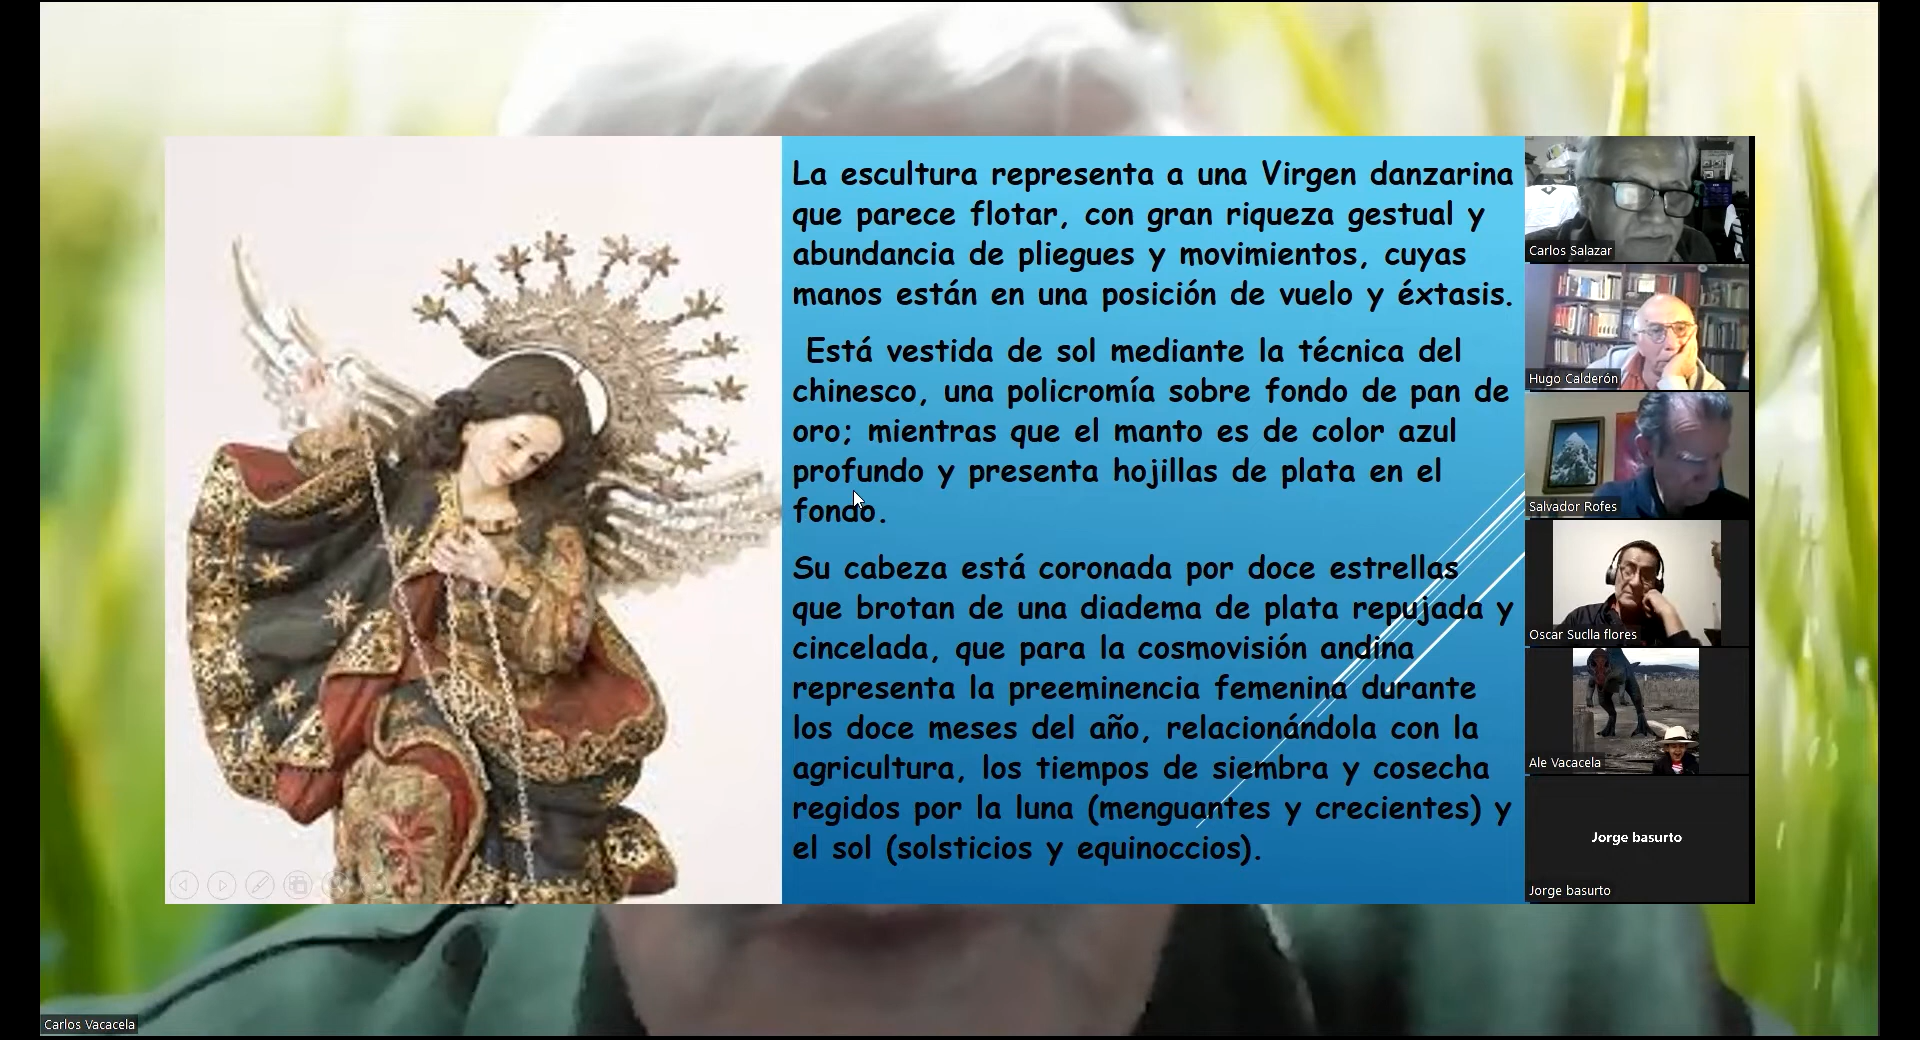 La escultura representa a una Virgen danzarina
que parece flotar, con gran riqueza gestual y
abundancia de pliegues y movimientos, cuyas
manos están en una posición de vuelo y éxtasis.
Está vestida de sol mediante la técnica del
chinesco, una policromía sobre fondo de pan de
oro; mientras que el manto es de color azul
profundo y presenta hojillas de plata en el
fondo.
Su cabeza está coronada por doce estrellas
que brotan de una diadema de plata repujada y
cincelada, que para la cosmovisión andina
representa la preeminencia femenina durante
los doce meses del año, relacionándola con la
agricultura, los tiempos de siembra y cosecha
regidos por la luna (menguantes y crecientes) y
el sol (solsticios y equinoccios).
Carlos Salazar
Hugo Calderón
Salvador Rofes
Oscar Suclla flores
Ale Vacacela
Jorge basurto
Jorge basurto
Carlos Vacacela